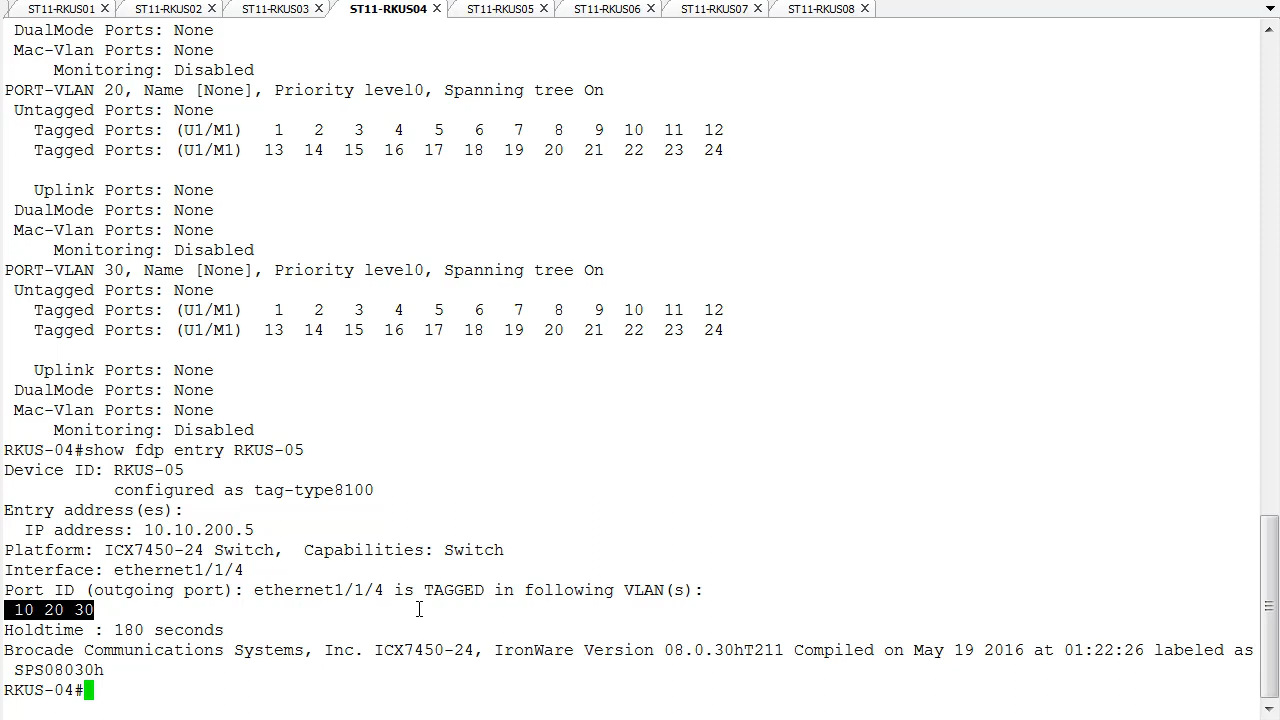 ST11-RKUS01 ST11-RKUS02 ST11-RKUS03 ST11-RKUS04 ST11-RKUS05 ST11-RKUS06 ST11-RKUS07 ST11-RKUS08
DualMode Ports: None
Mac-Vlan Ports: None
Monitoring: Disabled
PORT-VLAN 20, Name [None], Priority level0, Spanning tree On
Untagged Ports: None
Tagged Ports: (U1/M1) 1 2 3 4 5 6 7 8 9 10 11 12
Tagged Ports: (U1/M1) 13 14 15 16 17 18 19 20 21 22 23 24
Uplink Ports: None
DualMode Ports: None
Mac-Vlan Ports: None
Monitoring: Disabled
PORT-VLAN 30, Name [None], Priority level0, Spanning tree On
Untagged Ports: None
Tagged Ports: (U1/M1) 1 2 3 4 5 6 7 8 9 10 11 12
Tagged Ports: (U1/M1) 13 14 15 16 17 18 19 20 21 22 23 24
Uplink Ports: None
DualMode Ports: None
Mac-Vlan Ports: None
Monitoring: Disabled
RKUS-04#show fdp entry RKUS-05
Device ID: RKUS-05
configured as tag-type8100
Entry address(es):
IP address: 10.10.200.5
Platform: ICX7450-24 Switch, Capabilities: Switch
Interface: ethernet1/1/4
Port ID (outgoing port): ethernet1/1/4 is TAGGED in following VLAN(s):
10 20 30
Holdtime : 180 seconds
Brocade Communications Systems, Inc. ICX7450-24, IronWare Version 08.0.30hT211 Compiled on May 19 2016 at 01:22:26 labeled as
SPS08030h
RKUS-04#